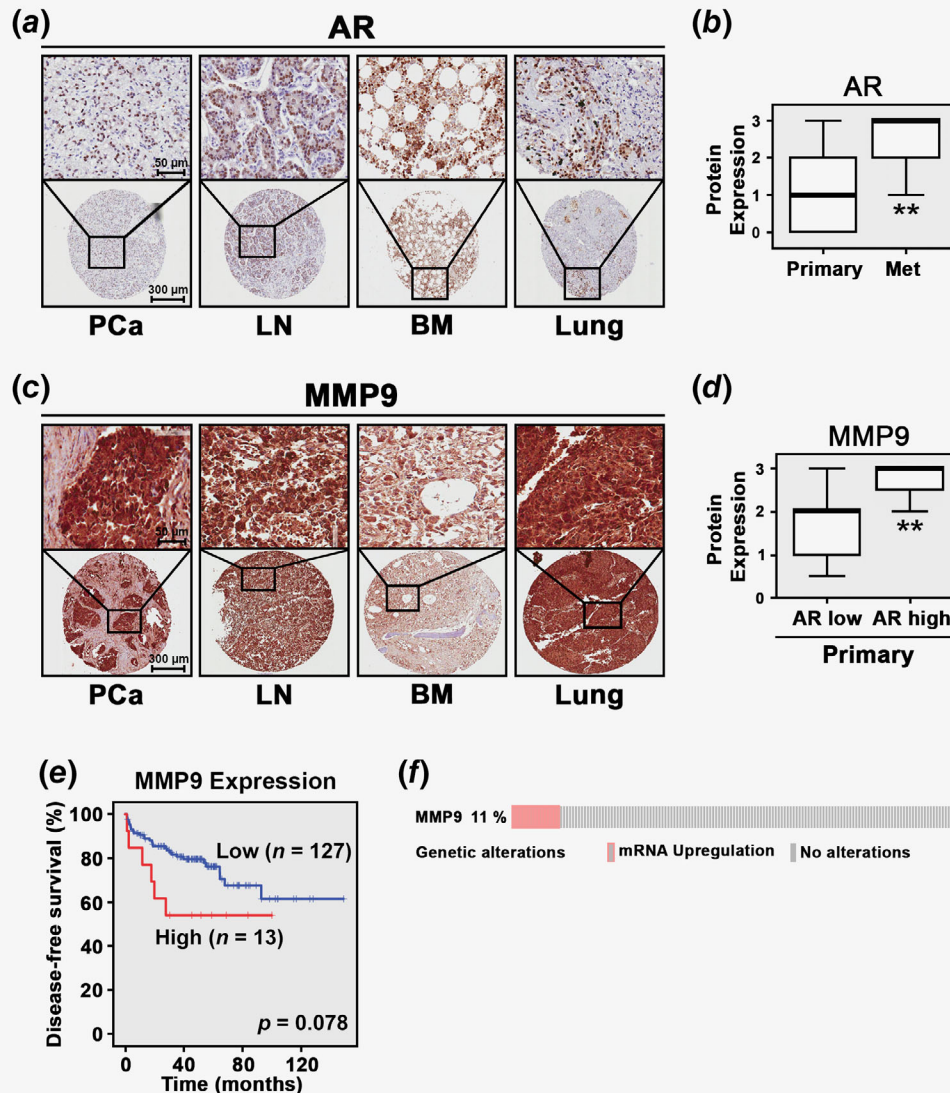 (a)
AR
50 µm
300 µm
PCa
LN
BM
Lung
(b)
AR
Protein
Expression
3
2
1
0
**
Primary
Met
(c)
MMP9
50 µm
300 µm
PCa
LN
BM
Lung
(d)
MMP9
Protein
Expression
3
2
1
0
**
AR low
AR high
Primary
(e)
MMP9 Expression
Disease-free survival (%)
100
80
60
40
20
0
Low (n = 127)
High (n = 13)
p = 0.078
0
40
80
120
Time (months)
(f)
MMP9 11 %
Genetic alterations
mRNA Upregulation
No alterations